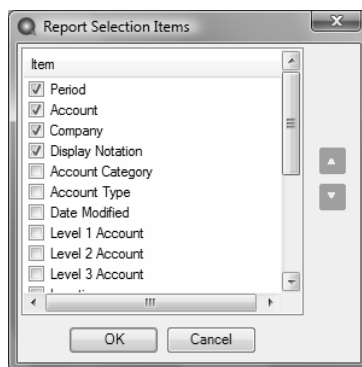 Report Selection Items
Item
Period
Account
Company
Display Notation
Account Category
Account Type
Date Modified
Level 1 Account
Level 2 Account
Level 3 Account
OK
Cancel